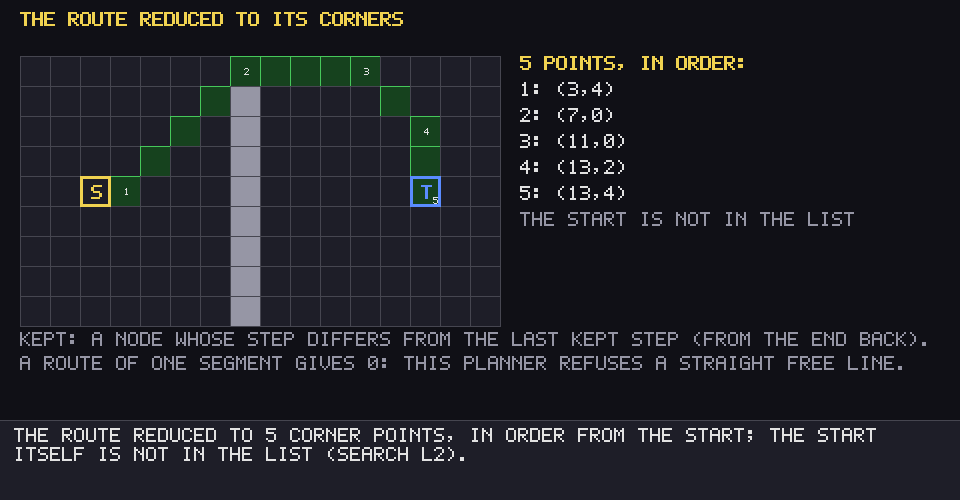 THE ROUTE REDUCED TO ITS CORNERS
5 POINTS, IN ORDER:
1: (3,4)
2: (7,0)
3: (11,0)
4: (13,2)
5: (13,4)
THE START IS NOT IN THE LIST
2 3
4
S 1 T 5
KEPT: A NODE WHOSE STEP DIFFERS FROM THE LAST KEPT STEP (FROM THE END BACK).
A ROUTE OF ONE SEGMENT GIVES 0: THIS PLANNER REFUSES A STRAIGHT FREE LINE.
THE ROUTE REDUCED TO 5 CORNER POINTS, IN ORDER FROM THE START; THE START
ITSELF IS NOT IN THE LIST (SEARCH L2).